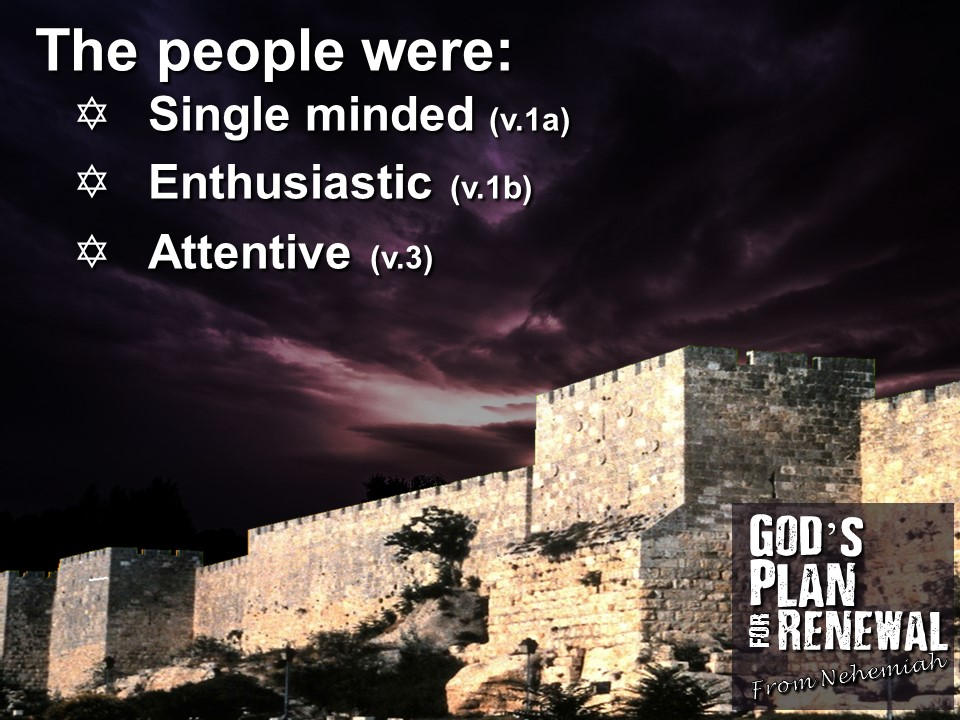 The people were:
✡ Single minded (v.1a)
✡ Enthusiastic (v.1b)
✡ Attentive (v.3)
GOD'S
PLAN
FOR RENEWAL
From Nehemiah